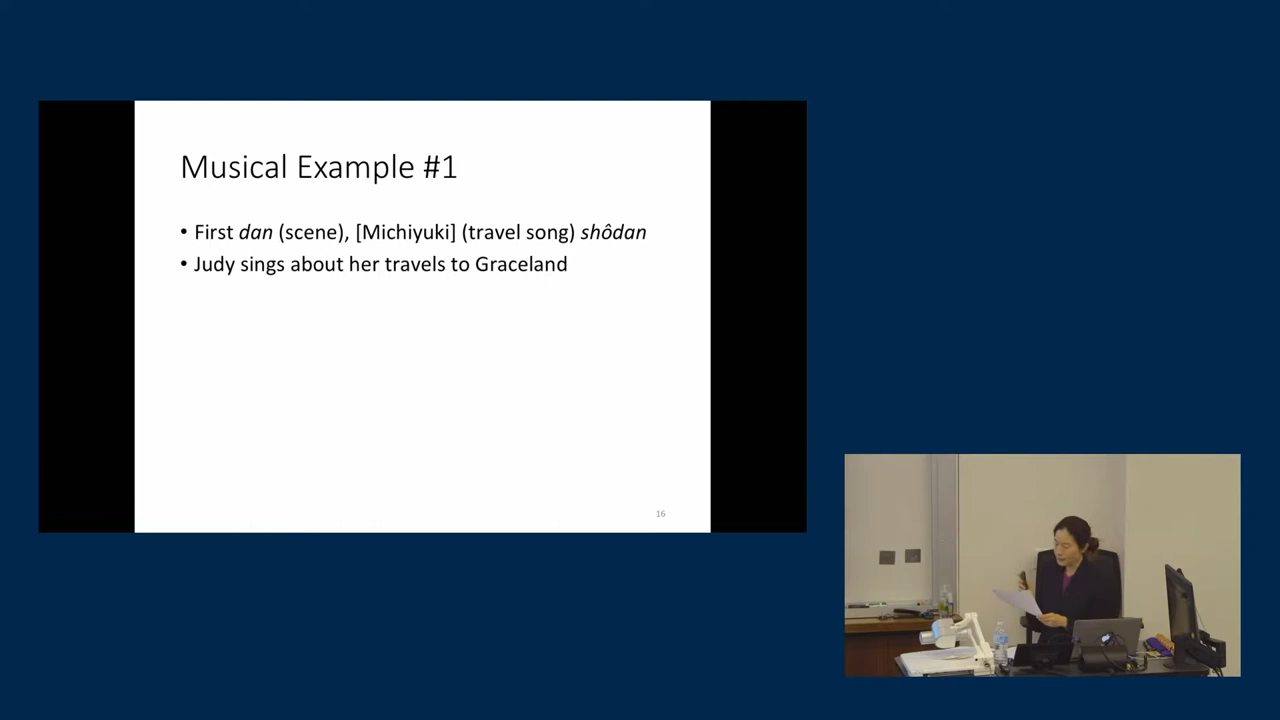 Musical Example #1
• First dan (scene), [Michiyuki] (travel song) shôdan
• Judy sings about her travels to Graceland
16